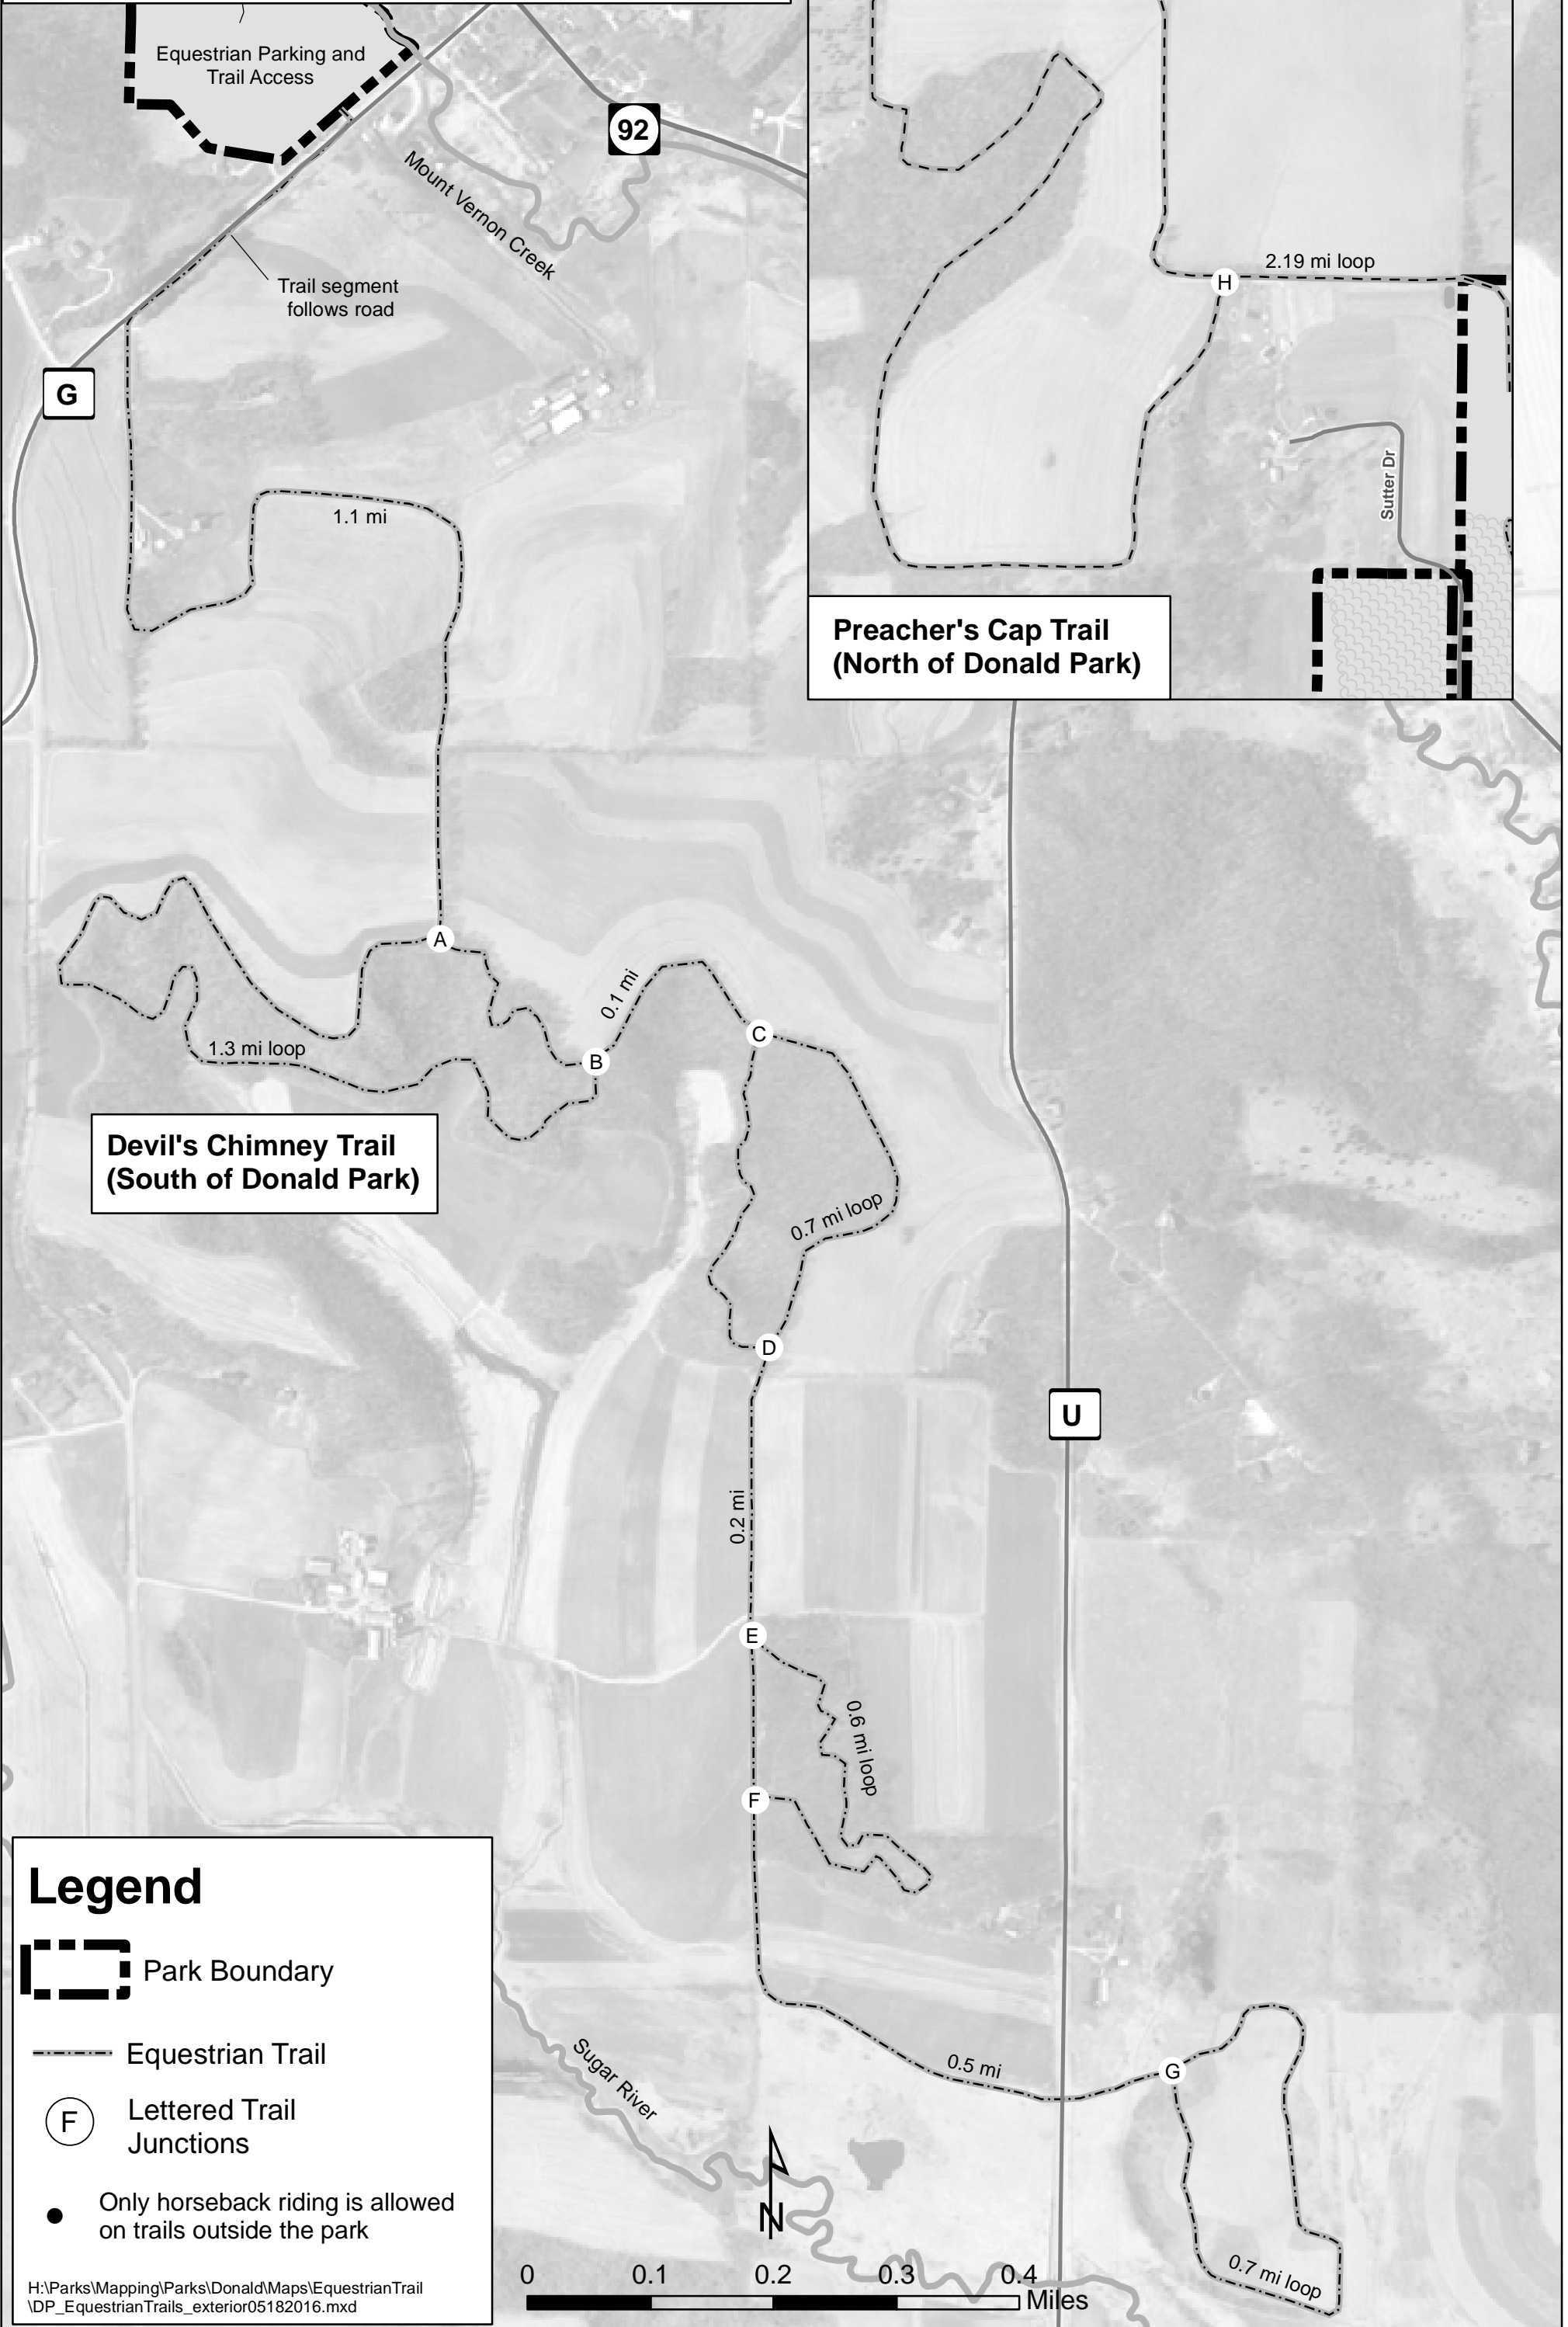 Equestrian Parking and
Trail Access
92
Mount Vernon Creek
Trail segment
follows road
G
1.1 mi
2.19 mi loop
H
Sutter Dr
Preacher's Cap Trail
(North of Donald Park)
A
0.1 mi
B
C
1.3 mi loop
Devil's Chimney Trail
(South of Donald Park)
0.7 mi loop
D
U
0.2 mi
E
0.6 mi loop
F
0.5 mi
G
0.7 mi loop
Sugar River
N
Legend
Park Boundary
Equestrian Trail
F
Lettered Trail
Junctions
Only horseback riding is allowed
on trails outside the park
H:\Parks\Mapping\Parks\Donald\Maps\EquestrianTrail
\DP_EquestrianTrails_exterior05182016.mxd
0 0.1 0.2 0.3 0.4
Miles